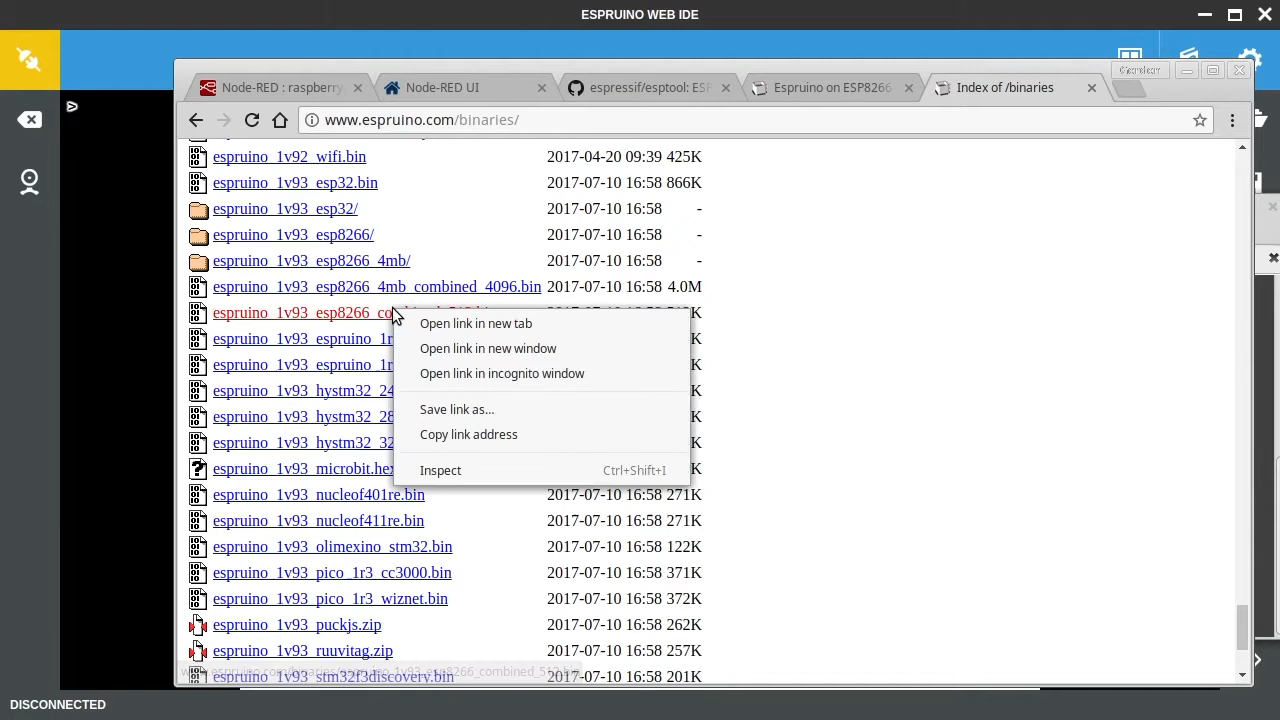 ESPRUINO WEB IDE
Node-RED : raspberry
Node-RED UI
espressif/esptool: ESP
Espruino on ESP8266
Index of /binaries
www.espruino.com/binaries/
>
espruino_1v92_wifi.bin 2017-04-20 09:39 425K
espruino_1v93_esp32.bin 2017-07-10 16:58 866K
espruino_1v93_esp32/ 2017-07-10 16:58 -
espruino_1v93_esp8266/ 2017-07-10 16:58 -
espruino_1v93_esp8266_4mb/ 2017-07-10 16:58 -
espruino_1v93_esp8266_4mb_combined_4096.bin 2017-07-10 16:58 4.0M
espruino_1v93_esp8266_co K
espruino_1v93_espruino_1r K
espruino_1v93_espruino_1r K
espruino_1v93_hystm32_24 K
espruino_1v93_hystm32_28 K
espruino_1v93_hystm32_32 K
espruino_1v93_microbit.hex K
espruino_1v93_nucleof401re.bin 2017-07-10 16:58 271K
espruino_1v93_nucleof411re.bin 2017-07-10 16:58 271K
espruino_1v93_olimexino_stm32.bin 2017-07-10 16:58 122K
espruino_1v93_pico_1r3_cc3000.bin 2017-07-10 16:58 371K
espruino_1v93_pico_1r3_wiznet.bin 2017-07-10 16:58 372K
espruino_1v93_puckjs.zip 2017-07-10 16:58 262K
espruino_1v93_ruuvitag.zip 2017-07-10 16:58 257K
espruino_1v93_stm32f3discovery.bin 2017-07-10 16:58 201K
Open link in new tab
Open link in new window
Open link in incognito window
Save link as...
Copy link address
Inspect Ctrl+Shift+I
www.espruino.com/binaries/espruino_1v93_esp8266_combined_512.bin
DISCONNECTED